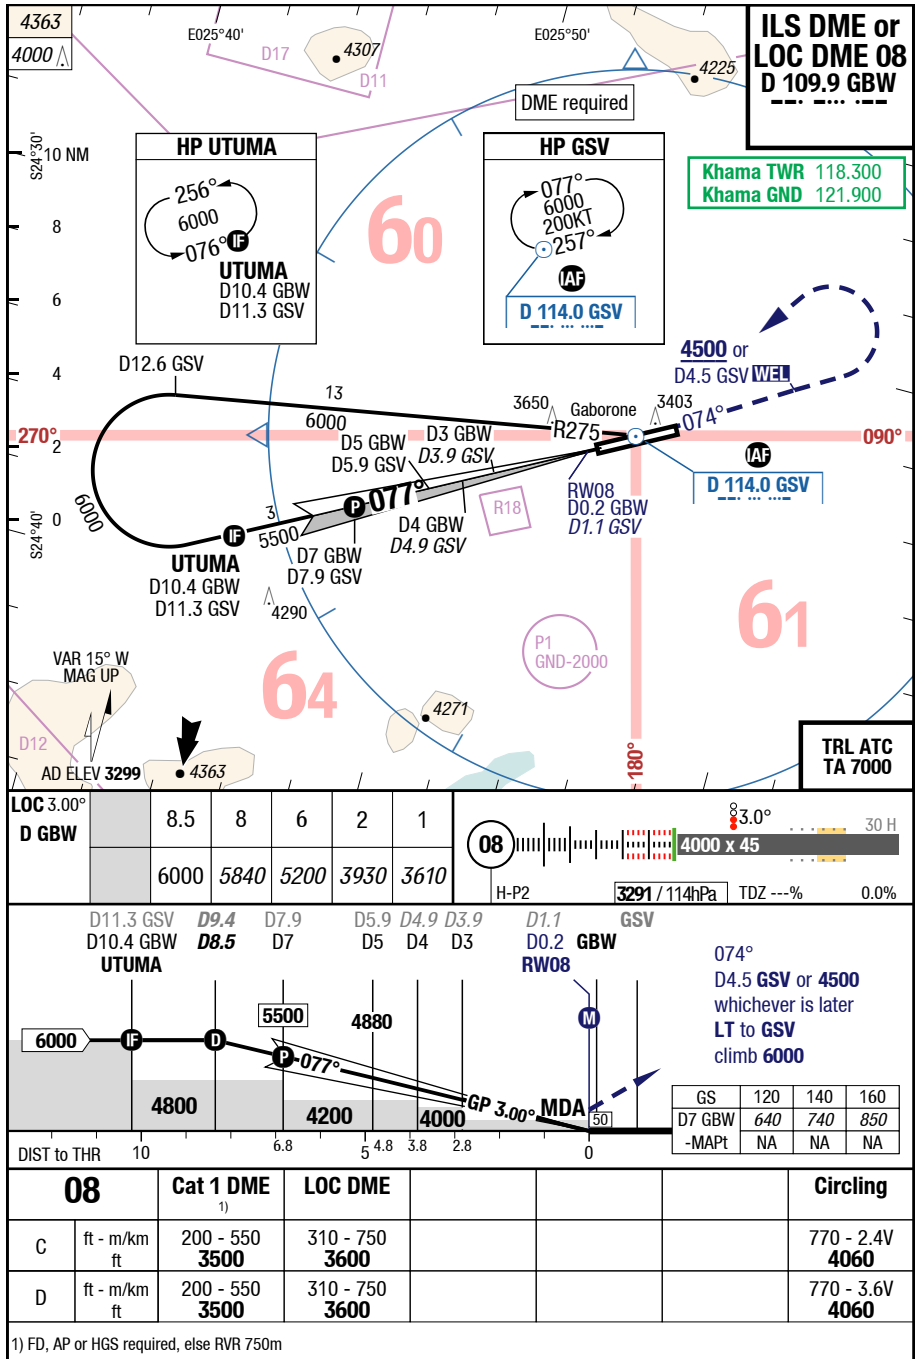 4363
4000
E025°40'
E025°50'
ILS DME or
LOC DME 08
D 109.9 GBW
D17
4307
D11
4225
DME required
S24°30'
10 NM
8
6
4
2
0
S24°40'
HP UTUMA
256°
6000
076°
IF
UTUMA
D10.4 GBW
D11.3 GSV
HP GSV
077°
6000
200KT
257°
IAF
D 114.0 GSV
Khama TWR 118.300
Khama GND 121.900
60
4500 or
D4.5 GSV WEL
D12.6 GSV
13
6000
3650
Gaborone
3403
074°
R275
270°
090°
D5 GBW
D5.9 GSV
D3 GBW
D3.9 GSV
IAF
D 114.0 GSV
6000
P
077°
RW08
D0.2 GBW
D1.1 GSV
R18
3
5500
IF
D4 GBW
D4.9 GSV
D7 GBW
D7.9 GSV
UTUMA
D10.4 GBW
D11.3 GSV
4290
61
P1
GND-2000
64
VAR 15° W
MAG UP
4271
D12
AD ELEV 3299
4363
180°
TRL ATC
TA 7000
LOC 3.00°
D GBW
8.5 8 6 2 1
6000 5840 5200 3930 3610
08
3.0°
30 H
4000 x 45
H-P2
3291 / 114hPa
TDZ ---%
0.0%
D11.3 GSV D9.4 D7.9 D5.9 D4.9 D3.9 D1.1 GSV
D10.4 GBW D8.5 D7 D5 D4 D3 D0.2 GBW
UTUMA
RW08
074°
D4.5 GSV or 4500
whichever is later
LT to GSV
climb 6000
5500
4880
M
6000
IF
D
P
077°
GP 3.00°
MDA
50
4800
4200
4000
DIST to THR 10 6.8 5 4.8 3.8 2.8 0
GS 120 140 160
D7 GBW 640 740 850
-MAPt NA NA NA
08 Cat 1 DME LOC DME Circling
1)
C ft - m/km 200 - 550 310 - 750 770 - 2.4V
ft 3500 3600 4060
D ft - m/km 200 - 550 310 - 750 770 - 3.6V
ft 3500 3600 4060
1) FD, AP or HGS required, else RVR 750m